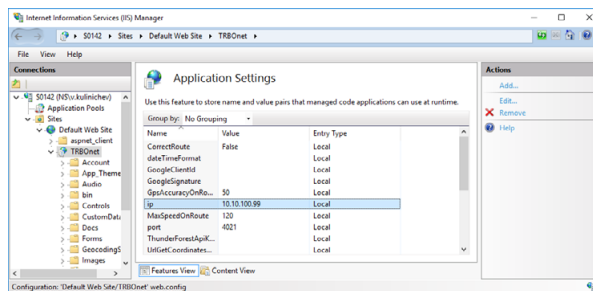 Internet Information Services (IIS) Manager
S0142 Sites Default Web Site TRBOnet
File View Help
Connections
S0142 (NS\v.kulinichev)
Application Pools
Sites
Default Web Site
aspnet_client
TRBOnet
Account
App_Theme
Audio
bin
Controls
CustomData
Docs
Forms
GeocodingS
Images
Application Settings
Use this feature to store name and value pairs that managed code applications can use at runtime.
Group by: No Grouping
Name Value Entry Type
CorrectRoute False Local
dateTimeFormat Local
GoogleClientId Local
GoogleSignature Local
GpsAccuracyOnRo... 50 Local
ip 10.10.100.99 Local
MaxSpeedOnRoute 120 Local
port 4021 Local
ThunderForestApiK... Local
UrlGetCoordinates... Local
Features View Content View
Actions
Add...
Edit...
Remove
Help
Configuration: 'Default Web Site/TRBOnet' web.config